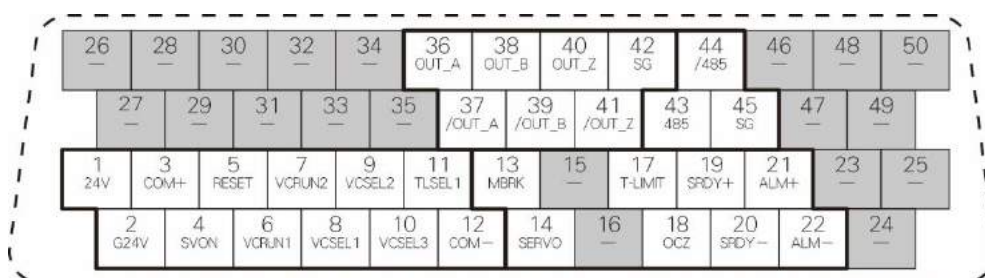 26 28 30 32 34 36 38 40 42 44 46 48 50
— — — — — OUT_A OUT_B OUT_Z SG /485 — — —
27 29 31 33 35 37 39 41 43 45 47 49
— — — — — /OUT_A /OUT_B /OUT_Z 485 SG — —
1 3 5 7 9 11 13 15 17 19 21 23 25
24V COM+ RESET VCRUN2 VCSEL2 TLSEL1 MBRK — T-LIMIT SRDY+ ALM+ — —
2 4 6 8 10 12 14 16 18 20 22 24
G24V SVON VCRUN1 VCSEL1 VCSEL3 COM− SERVO — OCZ SRDY− ALM− —